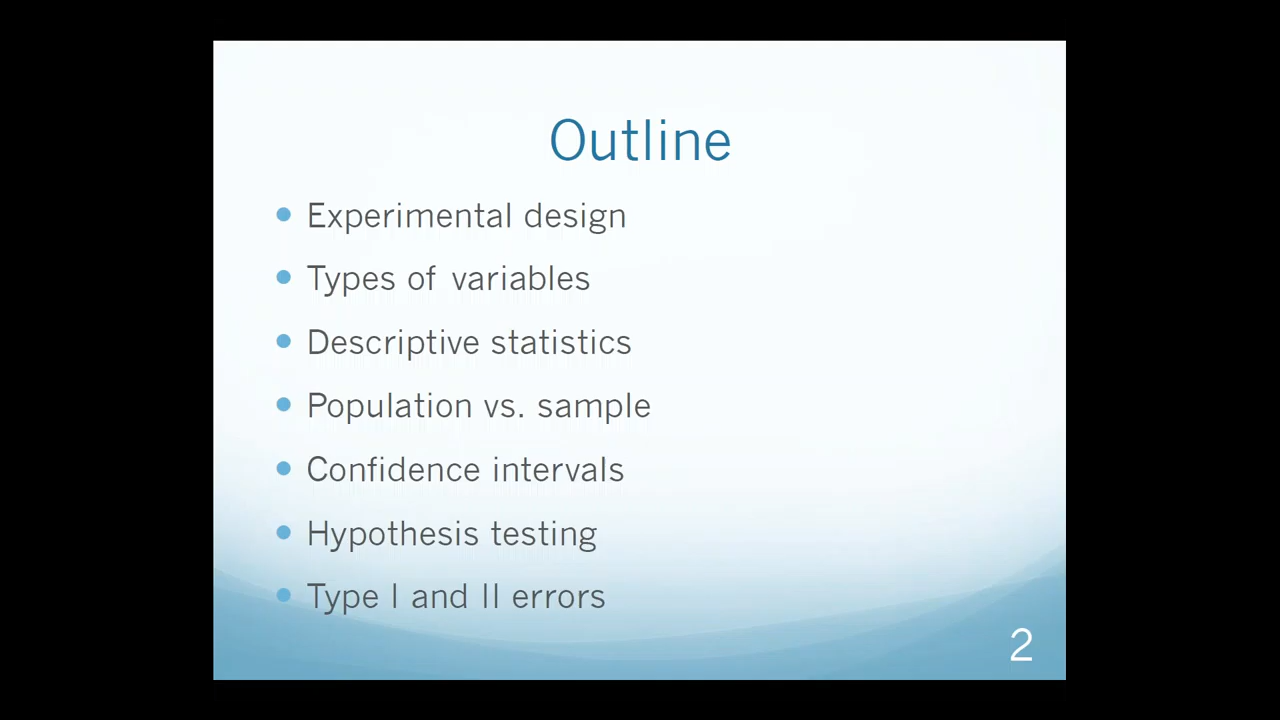 Outline
• Experimental design
• Types of variables
• Descriptive statistics
• Population vs. sample
• Confidence intervals
• Hypothesis testing
• Type I and II errors
2